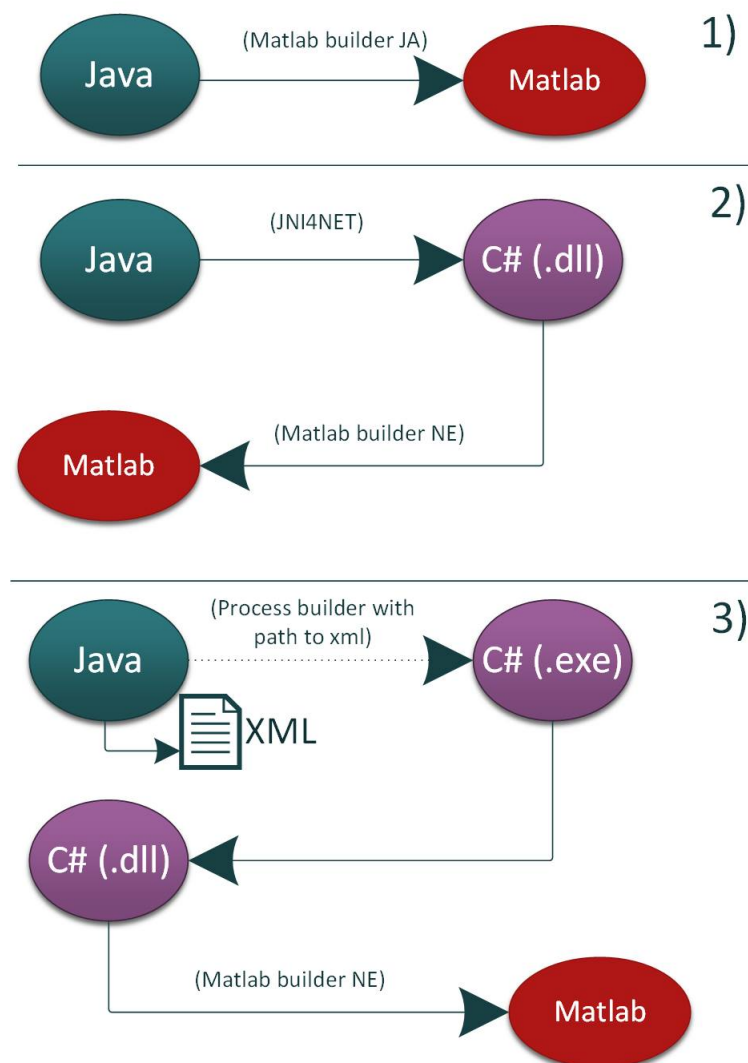 1)
Java
(Matlab builder JA)
Matlab
2)
Java
(JNI4NET)
C# (.dll)
(Matlab builder NE)
Matlab
3)
Java
(Process builder with
path to xml)
C# (.exe)
XML
C# (.dll)
(Matlab builder NE)
Matlab